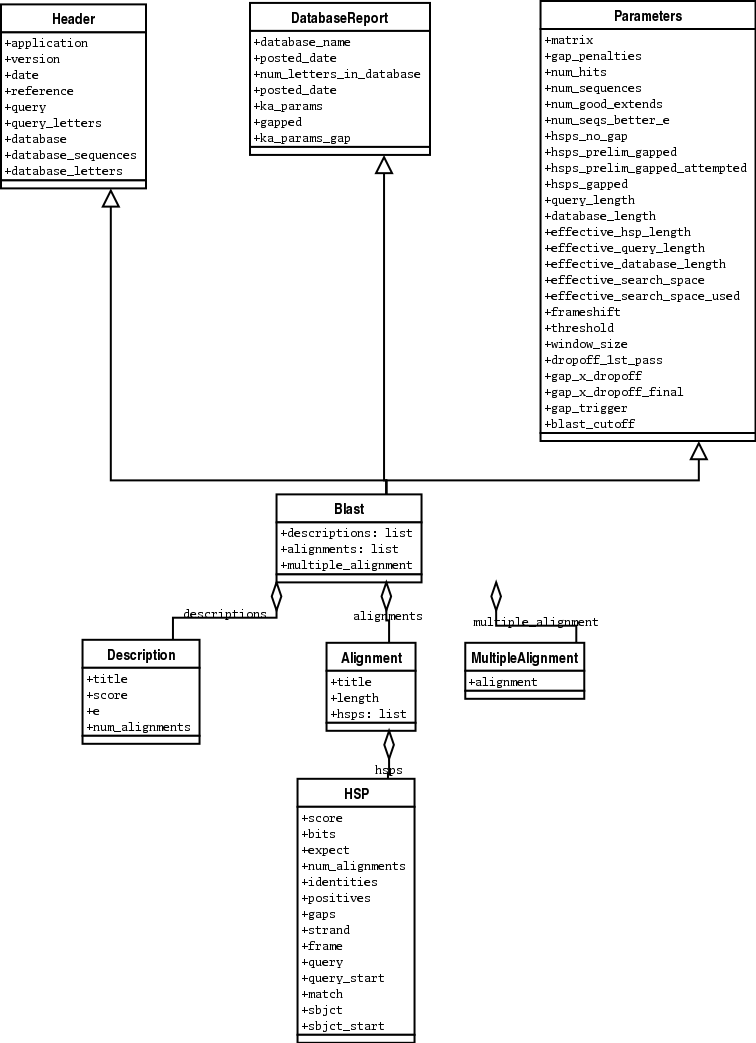 Header
+application
+version
+date
+reference
+query
+query_letters
+database
+database_sequences
+database_letters
DatabaseReport
+database_name
+posted_date
+num_letters_in_database
+posted_date
+ka_params
+gapped
+ka_params_gap
Parameters
+matrix
+gap_penalties
+num_hits
+num_sequences
+num_good_extends
+num_seqs_better_e
+hsps_no_gap
+hsps_prelim_gapped
+hsps_prelim_gapped_attempted
+hsps_gapped
+query_length
+database_length
+effective_hsp_length
+effective_query_length
+effective_database_length
+effective_search_space
+effective_search_space_used
+frameshift
+threshold
+window_size
+dropoff_1st_pass
+gap_x_dropoff
+gap_x_dropoff_final
+gap_trigger
+blast_cutoff
Blast
+descriptions: list
+alignments: list
+multiple_alignment
descriptions
alignments
multiple_alignment
Description
+title
+score
+e
+num_alignments
Alignment
+title
+length
+hsps: list
MultipleAlignment
+alignment
hsps
HSP
+score
+bits
+expect
+num_alignments
+identities
+positives
+gaps
+strand
+frame
+query
+query_start
+match
+sbjct
+sbjct_start